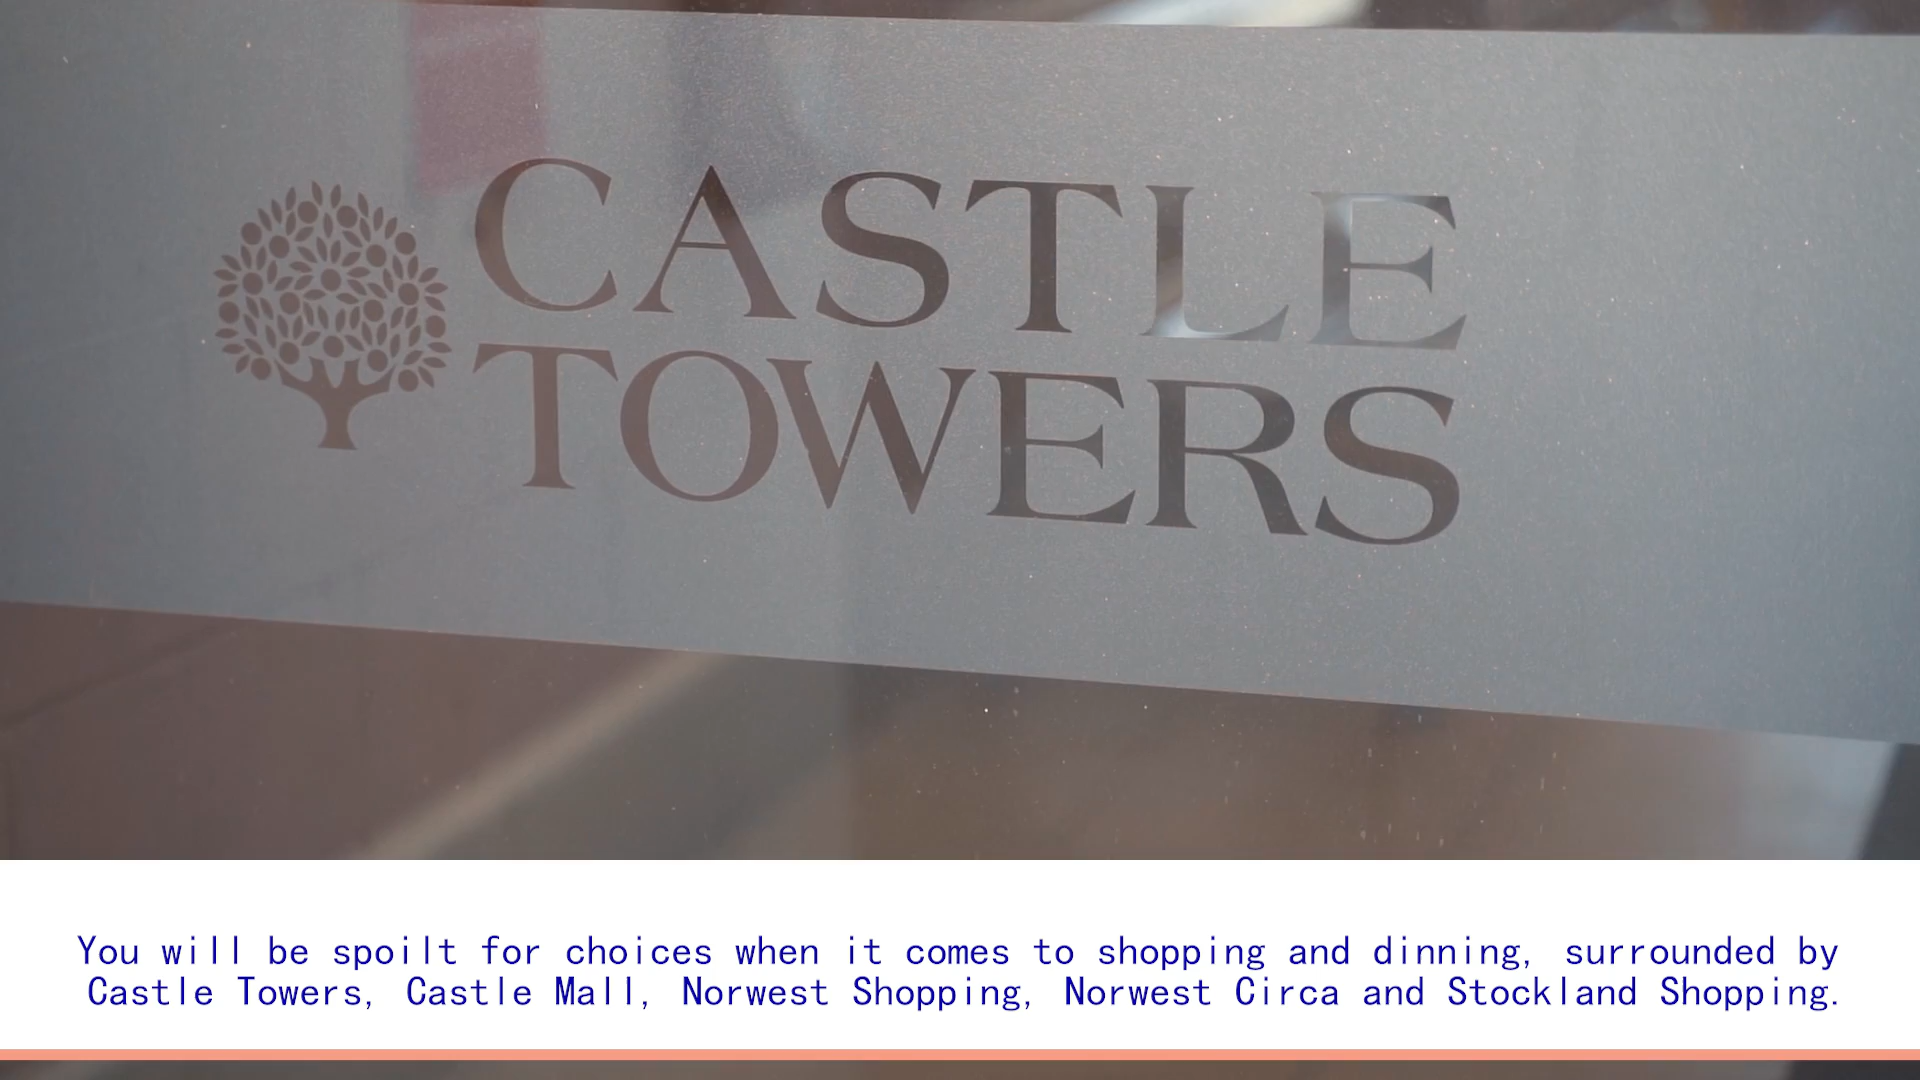 CASTLE
TOWERS
You will be spoilt for choices when it comes to shopping and dinning, surrounded by
Castle Towers, Castle Mall, Norwest Shopping, Norwest Circa and Stockland Shopping.